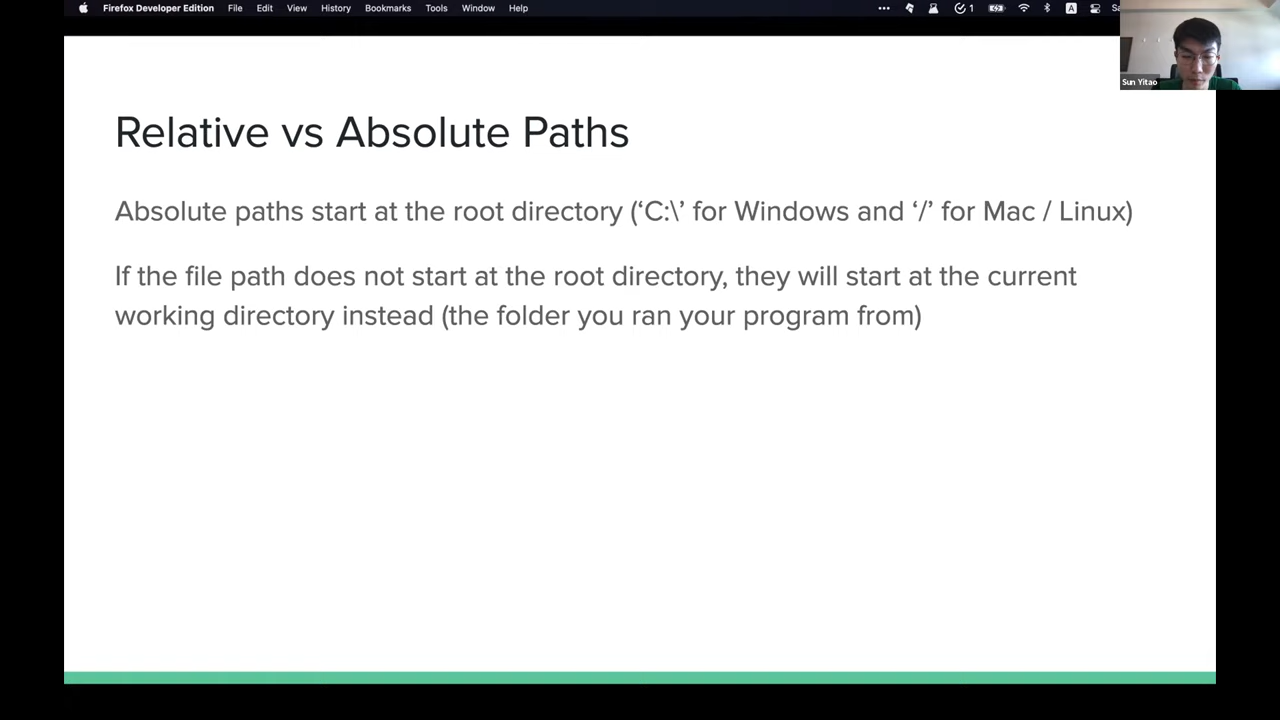 Firefox Developer Edition File Edit View History Bookmarks Tools Window Help ••• 1 A Sa
Sun Yitao
Relative vs Absolute Paths
Absolute paths start at the root directory (‘C:\’ for Windows and ‘/’ for Mac / Linux)
If the file path does not start at the root directory, they will start at the current
working directory instead (the folder you ran your program from)